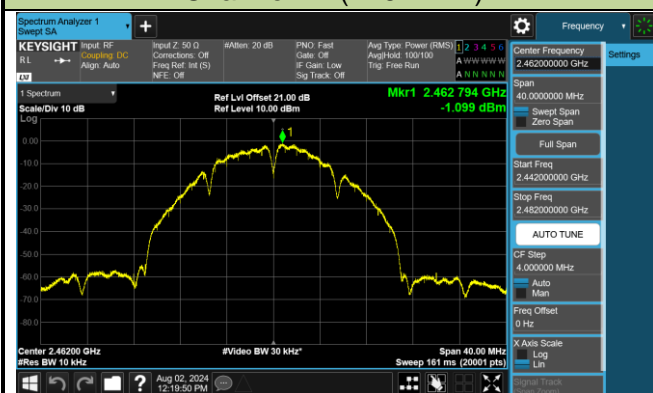 Spectrum Analyzer 1
Swept SA
+
Frequency
KEYSIGHT
RL
LXI
Input: RF
Coupling: DC
Align: Auto
Input Z: 50 Ω
Corrections: Off
Freq Ref: Int (S)
NFE: Off
#Atten: 20 dB
PNO: Fast
Gate: Off
IF Gain: Low
Sig Track: Off
Avg Type: Power (RMS)
Avg|Hold: 100/100
Trig: Free Run
1 2 3 4 5 6
A W W W W W
A N N N N N
Center Frequency
2.462000000 GHz
Settings
1 Spectrum
Scale/Div 10 dB
Log
Ref Lvl Offset 21.00 dB
Ref Level 10.00 dBm
Mkr1 2.462 794 GHz
-1.099 dBm
Span
40.0000000 MHz
Swept Span
Zero Span
Full Span
Start Freq
2.442000000 GHz
Stop Freq
2.482000000 GHz
AUTO TUNE
CF Step
4.000000 MHz
Auto
Man
Freq Offset
0 Hz
X Axis Scale
Log
Lin
Signal Track
1
0.00
-10.0
-20.0
-30.0
-40.0
-50.0
-60.0
-70.0
-80.0
Center 2.46200 GHz
#Res BW 10 kHz
#Video BW 30 kHz*
Span 40.00 MHz
Sweep 161 ms (20001 pts)
?
Aug 02, 2024
12:19:50 PM